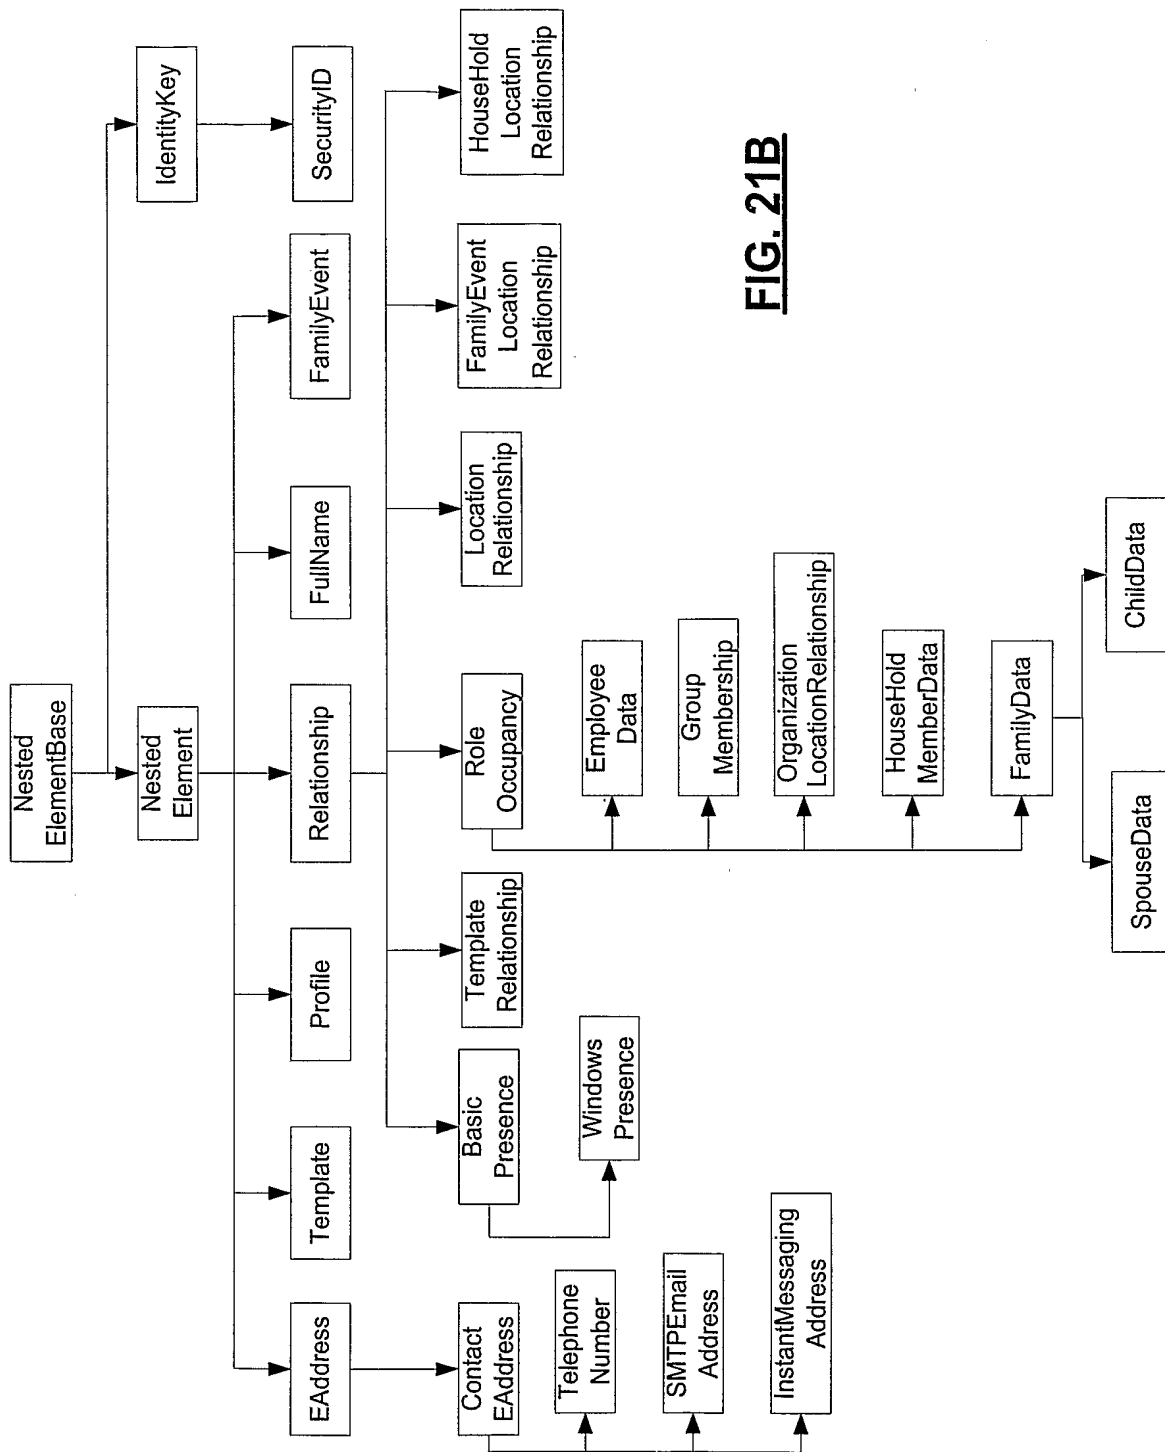 Nested
ElementBase
Nested
Element
IdentityKey
EAddress
Template
Profile
Relationship
FullName
FamilyEvent
SecurityID
Contact
EAddress
Basic
Presence
Template
Relationship
Role
Occupancy
Location
Relationship
FamilyEvent
Location
Relationship
HouseHold
Location
Relationship
Telephone
Number
SMTPEmail
Address
InstantMessaging
Address
Windows
Presence
Employee
Data
Group
Membership
Organization
LocationRelationship
HouseHold
MemberData
FamilyData
SpouseData
ChildData
FIG. 21B